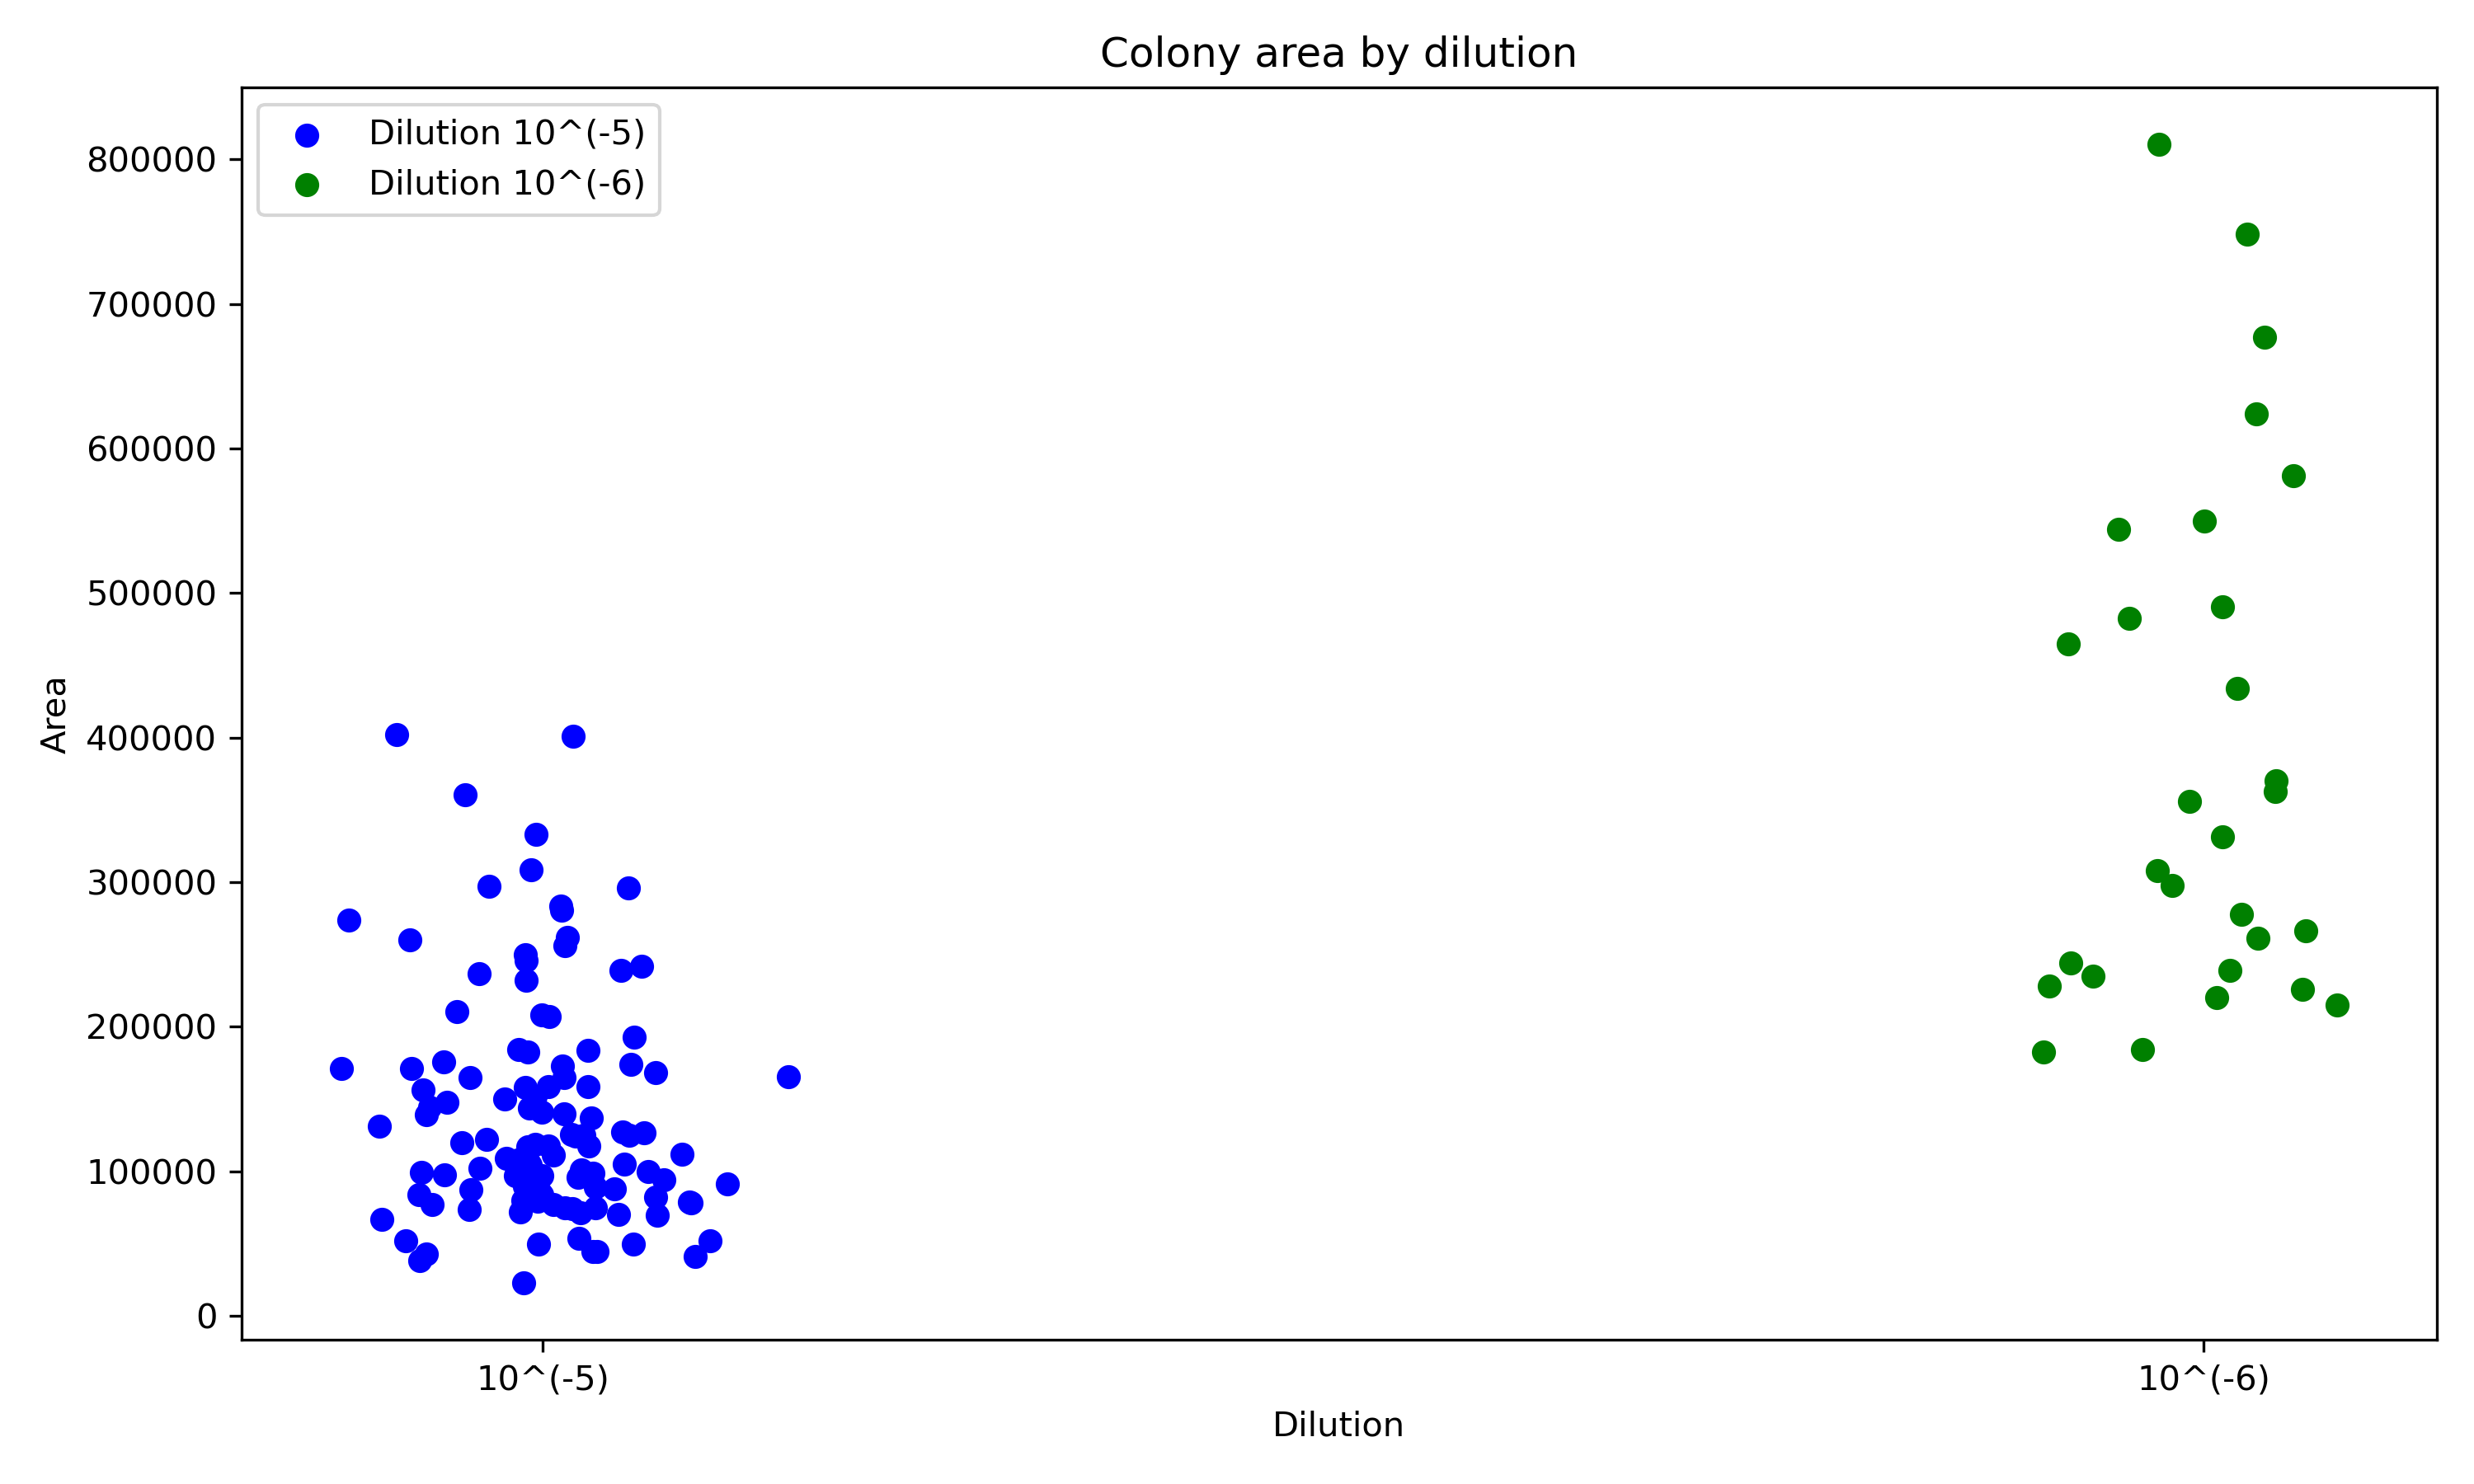 Colony area by dilution
Dilution 10^(-5)
Dilution 10^(-6)
800000
700000
600000
500000
400000
300000
200000
100000
0
Area
10^(-5)
10^(-6)
Dilution